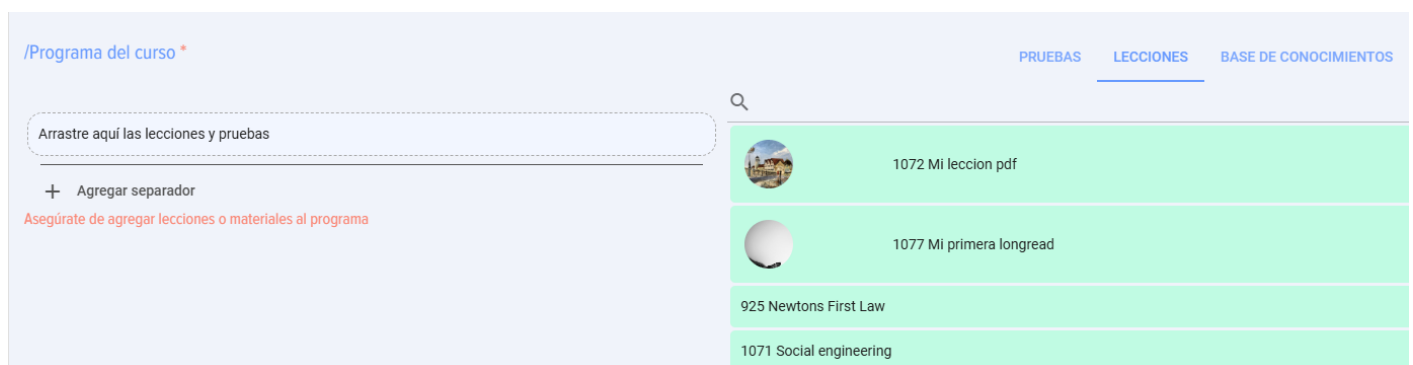 /Programa del curso *
PRUEBAS LECCIONES BASE DE CONOCIMIENTOS
Arrastre aquí las lecciones y pruebas
+ Agregar separador
Asegúrate de agregar lecciones o materiales al programa
1072 Mi leccion pdf
1077 Mi primera longread
925 Newtons First Law
1071 Social engineering